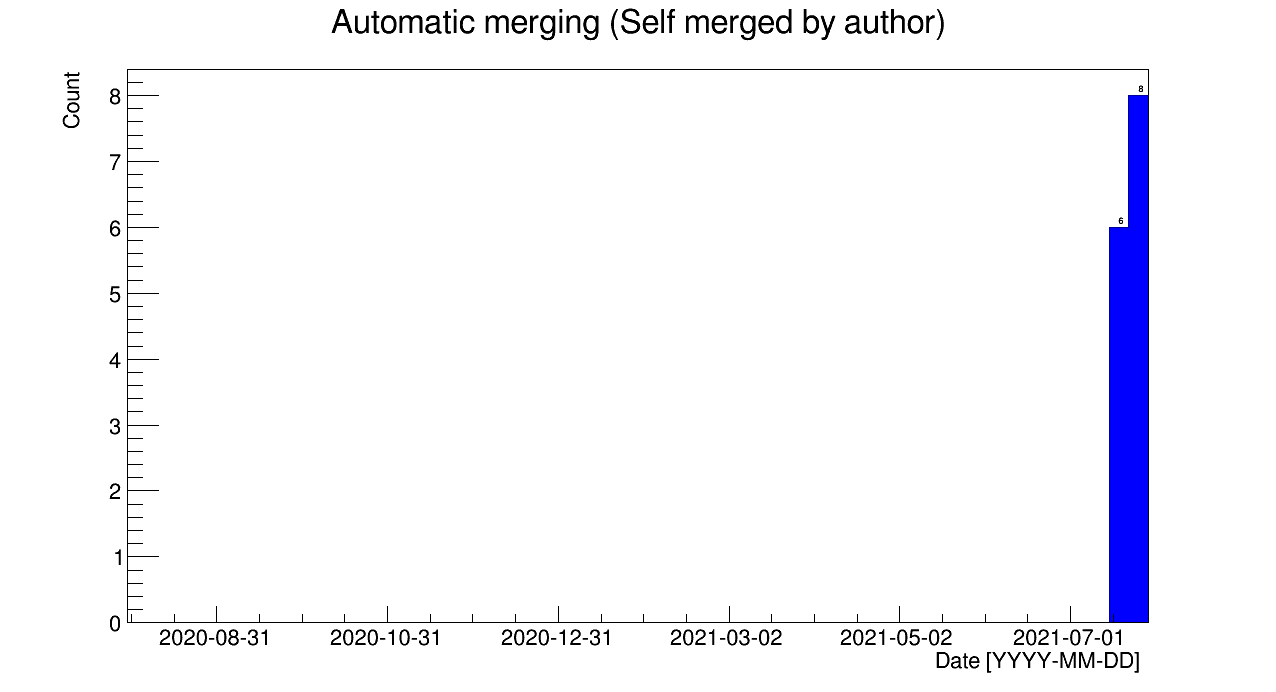 Automatic merging (Self merged by author)
Count
8
7
6
5
4
3
2
1
0
6
8
2020-08-31 2020-10-31 2020-12-31 2021-03-02 2021-05-02 2021-07-01
Date [YYYY-MM-DD]